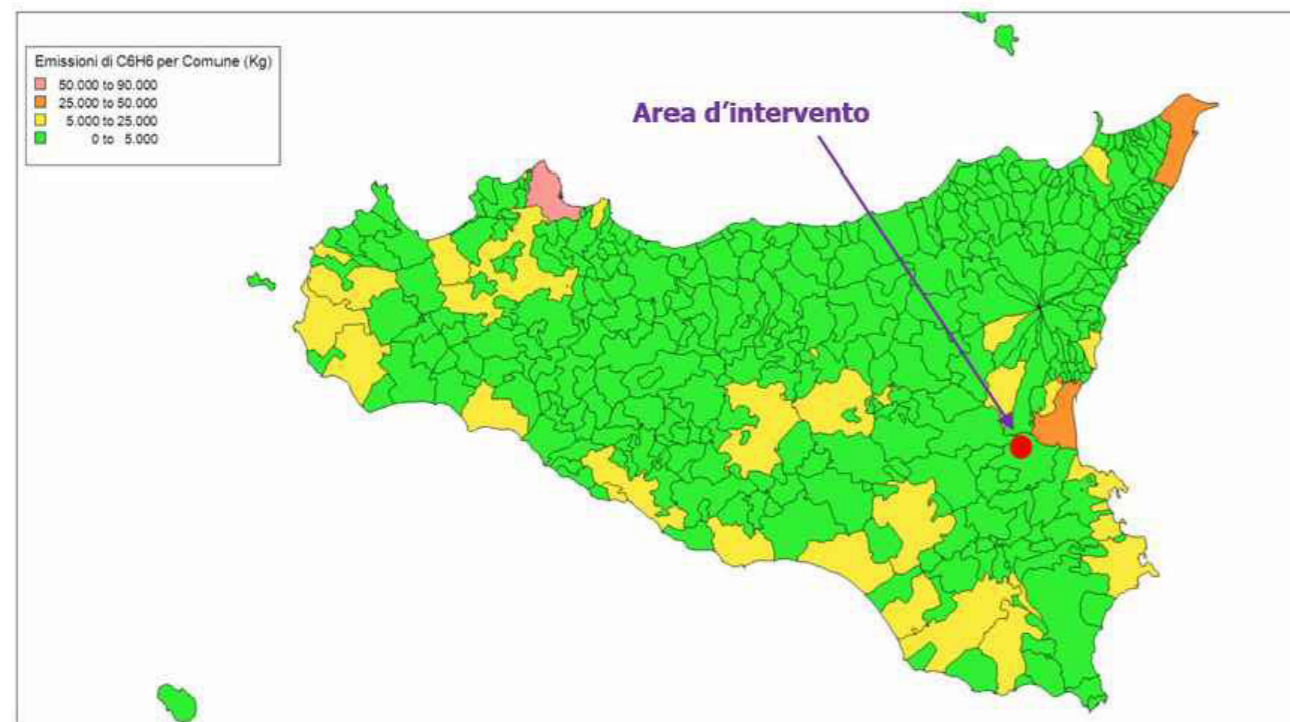 Emissioni di C6H6 per Comune (Kg)
50.000 to 90.000
25.000 to 50.000
5.000 to 25.000
0 to 5.000
Area d'intervento